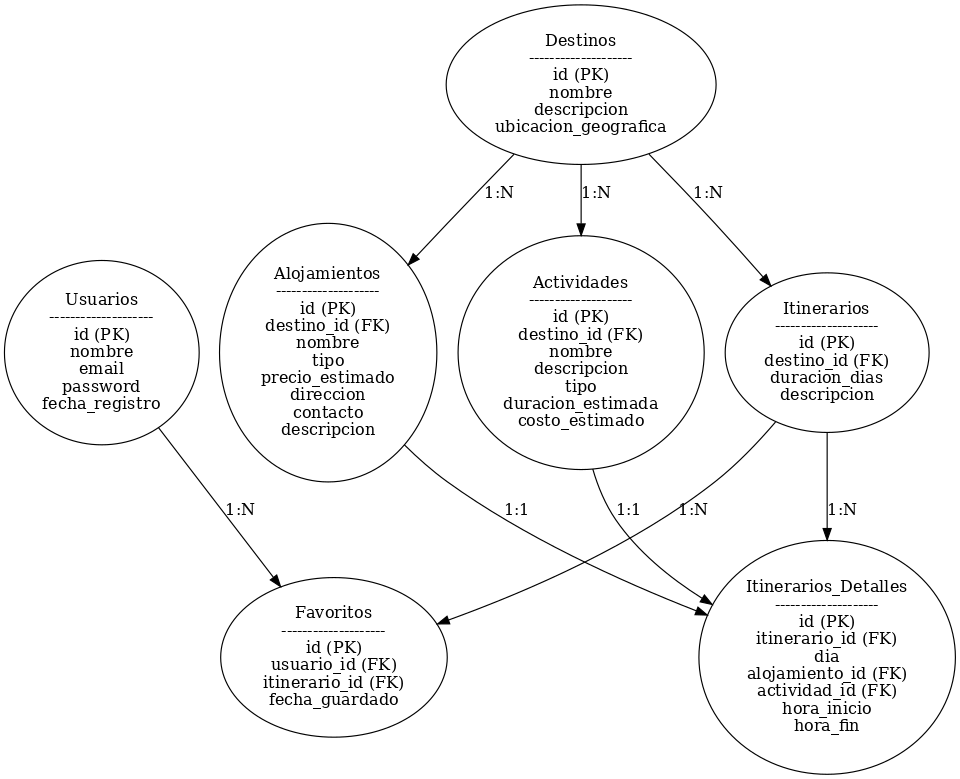 Destinos
--------------------
id (PK)
nombre
descripcion
ubicacion_geografica
1:N
1:N
1:N
Usuarios
--------------------
id (PK)
nombre
email
password
fecha_registro
Alojamientos
--------------------
id (PK)
destino_id (FK)
nombre
tipo
precio_estimado
direccion
contacto
descripcion
Actividades
--------------------
id (PK)
destino_id (FK)
nombre
descripcion
tipo
duracion_estimada
costo_estimado
Itinerarios
--------------------
id (PK)
destino_id (FK)
duracion_dias
descripcion
1:N
1:1
1:1
1:N
1:N
Favoritos
--------------------
id (PK)
usuario_id (FK)
itinerario_id (FK)
fecha_guardado
Itinerarios_Detalles
--------------------
id (PK)
itinerario_id (FK)
dia
alojamiento_id (FK)
actividad_id (FK)
hora_inicio
hora_fin